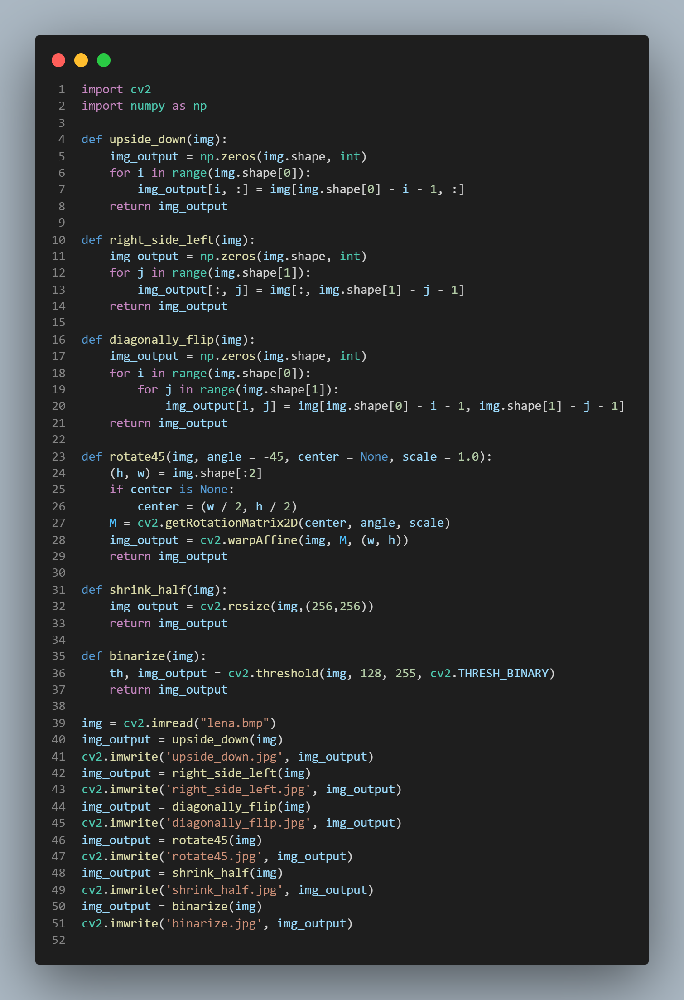 1 import cv2
2 import numpy as np
3
4 def upside_down(img):
5     img_output = np.zeros(img.shape, int)
6     for i in range(img.shape[0]):
7         img_output[i, :] = img[img.shape[0] - i - 1, :]
8     return img_output
9
10 def right_side_left(img):
11     img_output = np.zeros(img.shape, int)
12     for j in range(img.shape[1]):
13         img_output[:, j] = img[:, img.shape[1] - j - 1]
14     return img_output
15
16 def diagonally_flip(img):
17     img_output = np.zeros(img.shape, int)
18     for i in range(img.shape[0]):
19         for j in range(img.shape[1]):
20             img_output[i, j] = img[img.shape[0] - i - 1, img.shape[1] - j - 1]
21     return img_output
22
23 def rotate45(img, angle = -45, center = None, scale = 1.0):
24     (h, w) = img.shape[:2]
25     if center is None:
26         center = (w / 2, h / 2)
27     M = cv2.getRotationMatrix2D(center, angle, scale)
28     img_output = cv2.warpAffine(img, M, (w, h))
29     return img_output
30
31 def shrink_half(img):
32     img_output = cv2.resize(img,(256,256))
33     return img_output
34
35 def binarize(img):
36     th, img_output = cv2.threshold(img, 128, 255, cv2.THRESH_BINARY)
37     return img_output
38
39 img = cv2.imread("lena.bmp")
40 img_output = upside_down(img)
41 cv2.imwrite('upside_down.jpg', img_output)
42 img_output = right_side_left(img)
43 cv2.imwrite('right_side_left.jpg', img_output)
44 img_output = diagonally_flip(img)
45 cv2.imwrite('diagonally_flip.jpg', img_output)
46 img_output = rotate45(img)
47 cv2.imwrite('rotate45.jpg', img_output)
48 img_output = shrink_half(img)
49 cv2.imwrite('shrink_half.jpg', img_output)
50 img_output = binarize(img)
51 cv2.imwrite('binarize.jpg', img_output)
52